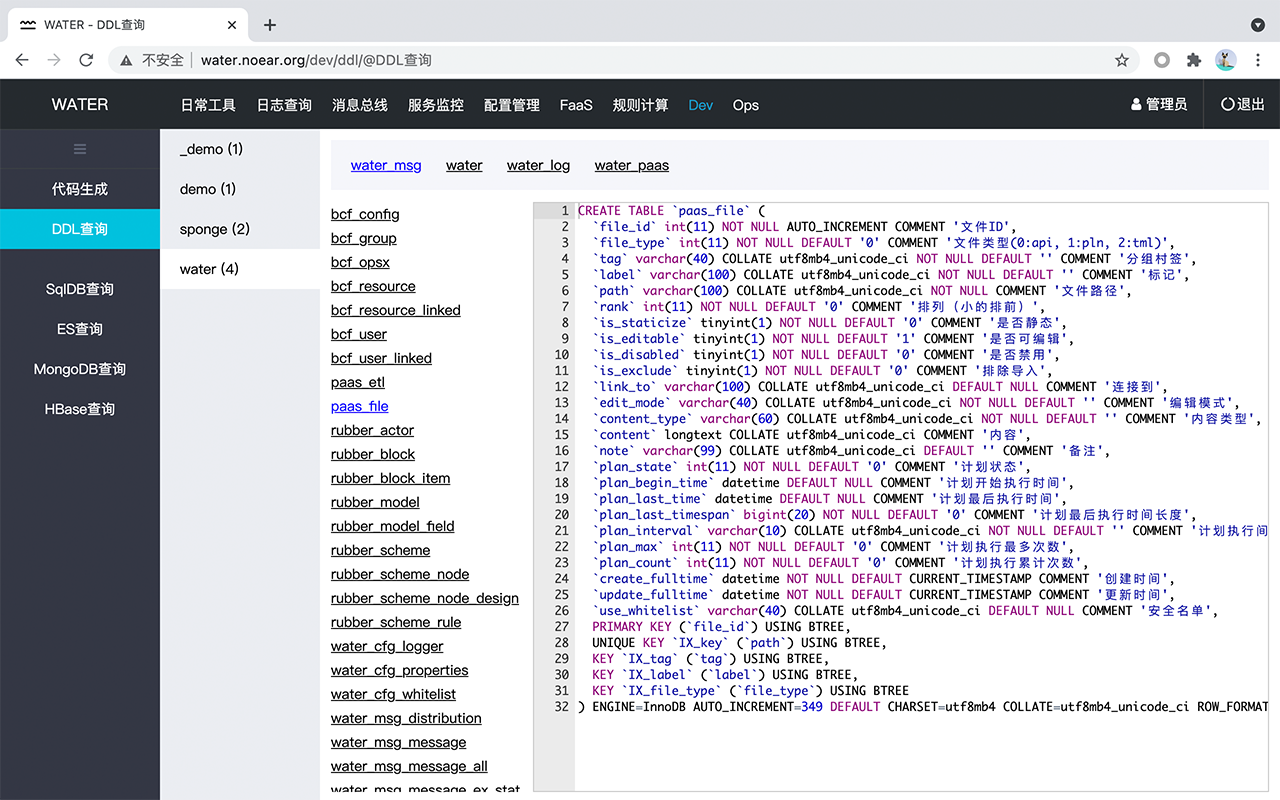 WATER - DDL查询
不安全
water.noear.org/dev/ddl/@DDL查询
WATER
日常工具
日志查询
消息总线
服务监控
配置管理
FaaS
规则计算
Dev
Ops
管理员
退出
代码生成
DDL查询
SqlDB查询
ES查询
MongoDB查询
HBase查询
_demo (1)
demo (1)
sponge (2)
water (4)
water_msg
water
water_log
water_paas
bcf_config
bcf_group
bcf_opsx
bcf_resource
bcf_resource_linked
bcf_user
bcf_user_linked
paas_etl
paas_file
rubber_actor
rubber_block
rubber_block_item
rubber_model
rubber_model_field
rubber_scheme
rubber_scheme_node
rubber_scheme_node_design
rubber_scheme_rule
water_cfg_logger
water_cfg_properties
water_cfg_whitelist
water_msg_distribution
water_msg_message
water_msg_message_all
water_msg_message_ex_stat
1 CREATE TABLE `paas_file` (
2 `file_id` int(11) NOT NULL AUTO_INCREMENT COMMENT '文件ID',
3 `file_type` int(11) NOT NULL DEFAULT '0' COMMENT '文件类型(0:api, 1:pln, 2:tml)',
4 `tag` varchar(40) COLLATE utf8mb4_unicode_ci NOT NULL DEFAULT '' COMMENT '分组村签',
5 `label` varchar(100) COLLATE utf8mb4_unicode_ci NOT NULL DEFAULT '' COMMENT '标记',
6 `path` varchar(100) COLLATE utf8mb4_unicode_ci NOT NULL COMMENT '文件路径',
7 `rank` int(11) NOT NULL DEFAULT '0' COMMENT '排列（小的排前）',
8 `is_staticize` tinyint(1) NOT NULL DEFAULT '0' COMMENT '是否静态',
9 `is_editable` tinyint(1) NOT NULL DEFAULT '1' COMMENT '是否可编辑',
10 `is_disabled` tinyint(1) NOT NULL DEFAULT '0' COMMENT '是否禁用',
11 `is_exclude` tinyint(1) NOT NULL DEFAULT '0' COMMENT '排除导入',
12 `link_to` varchar(100) COLLATE utf8mb4_unicode_ci DEFAULT NULL COMMENT '连接到',
13 `edit_mode` varchar(40) COLLATE utf8mb4_unicode_ci NOT NULL DEFAULT '' COMMENT '编辑模式',
14 `content_type` varchar(60) COLLATE utf8mb4_unicode_ci NOT NULL DEFAULT '' COMMENT '内容类型',
15 `content` longtext COLLATE utf8mb4_unicode_ci COMMENT '内容',
16 `note` varchar(99) COLLATE utf8mb4_unicode_ci DEFAULT '' COMMENT '备注',
17 `plan_state` int(11) NOT NULL DEFAULT '0' COMMENT '计划状态',
18 `plan_begin_time` datetime DEFAULT NULL COMMENT '计划开始执行时间',
19 `plan_last_time` datetime DEFAULT NULL COMMENT '计划最后执行时间',
20 `plan_last_timespan` bigint(20) NOT NULL DEFAULT '0' COMMENT '计划最后执行时间长度',
21 `plan_interval` varchar(10) COLLATE utf8mb4_unicode_ci NOT NULL DEFAULT '' COMMENT '计划执行间
22 `plan_max` int(11) NOT NULL DEFAULT '0' COMMENT '计划执行最多次数',
23 `plan_count` int(11) NOT NULL DEFAULT '0' COMMENT '计划执行累计次数',
24 `create_fulltime` datetime NOT NULL DEFAULT CURRENT_TIMESTAMP COMMENT '创建时间',
25 `update_fulltime` datetime NOT NULL DEFAULT CURRENT_TIMESTAMP COMMENT '更新时间',
26 `use_whitelist` varchar(40) COLLATE utf8mb4_unicode_ci DEFAULT NULL COMMENT '安全名单',
27 PRIMARY KEY (`file_id`) USING BTREE,
28 UNIQUE KEY `IX_key` (`path`) USING BTREE,
29 KEY `IX_tag` (`tag`) USING BTREE,
30 KEY `IX_label` (`label`) USING BTREE,
31 KEY `IX_file_type` (`file_type`) USING BTREE
32 ) ENGINE=InnoDB AUTO_INCREMENT=349 DEFAULT CHARSET=utf8mb4 COLLATE=utf8mb4_unicode_ci ROW_FORMAT